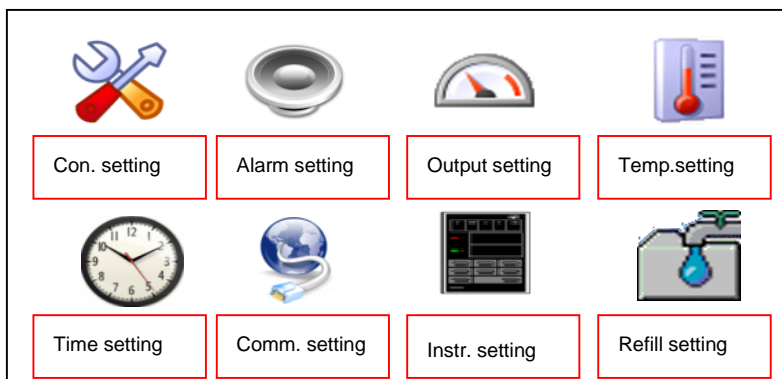 Con. setting
Alarm setting
Output setting
Temp.setting
Time setting
Comm. setting
Instr. setting
Refill setting